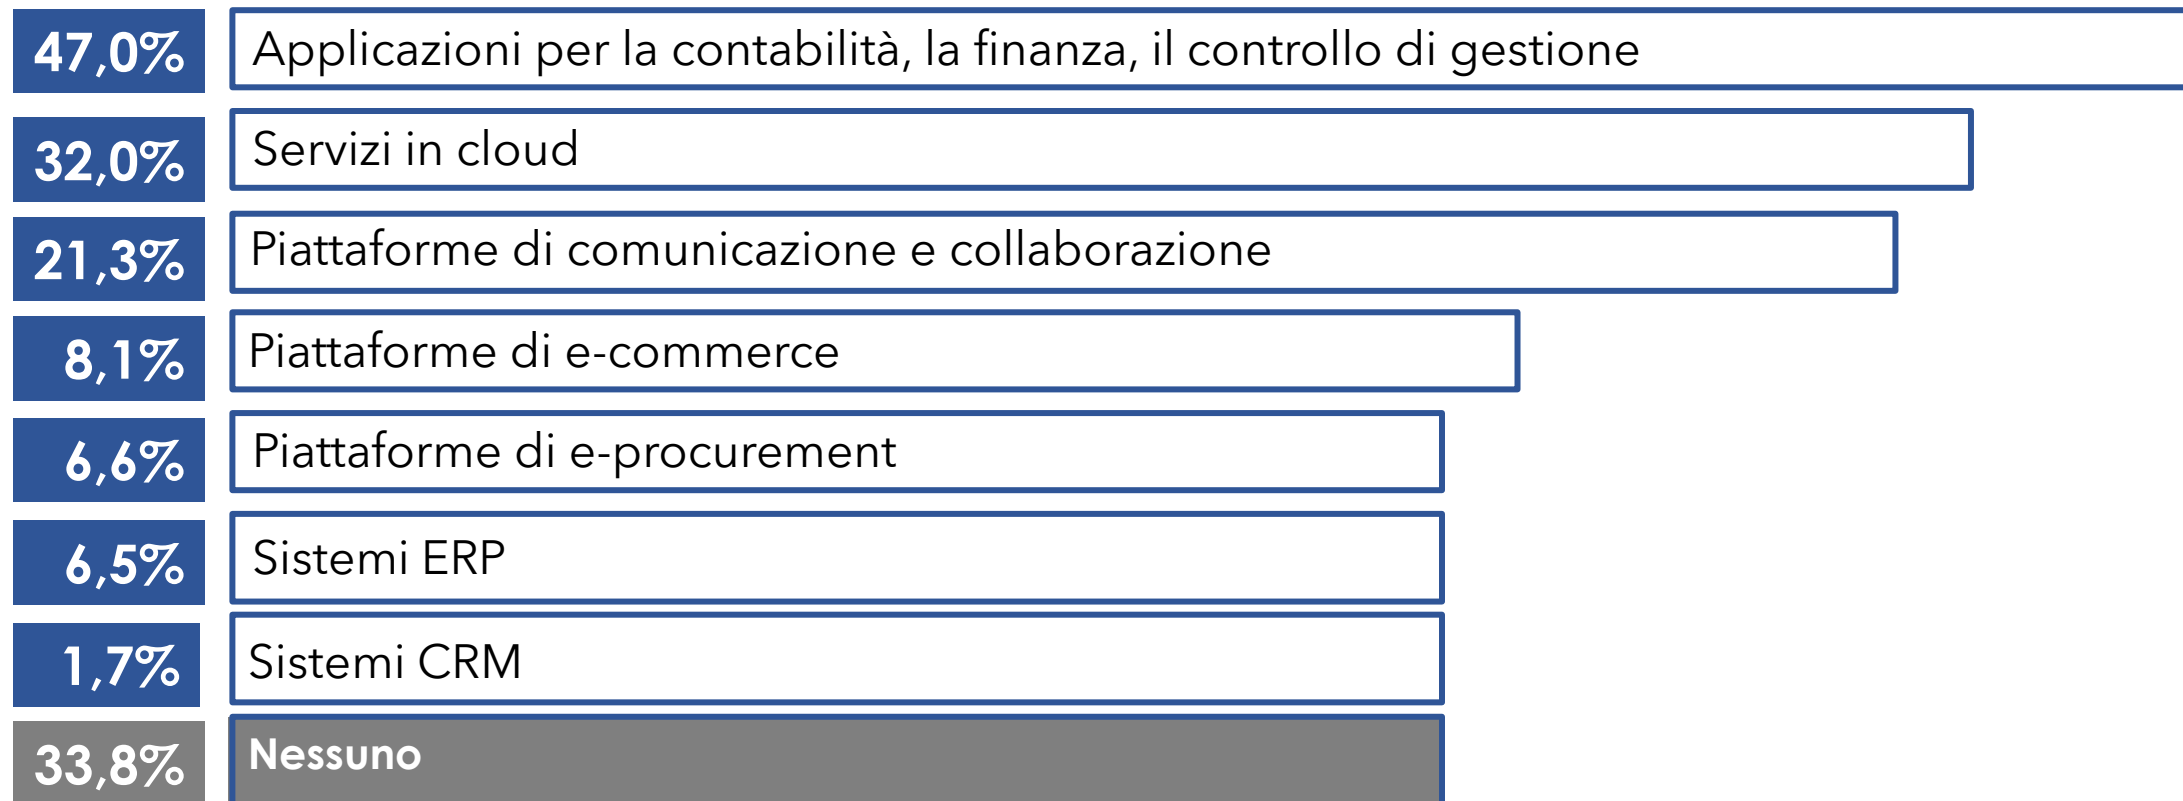 47,0% Applicazioni per la contabilità, la finanza, il controllo di gestione
32,0% Servizi in cloud
21,3% Piattaforme di comunicazione e collaborazione
8,1% Piattaforme di e-commerce
6,6% Piattaforme di e-procurement
6,5% Sistemi ERP
1,7% Sistemi CRM
33,8% Nessuno